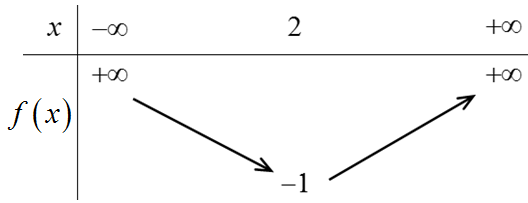 x −∞ 2 +∞
+∞ +∞
f(x)
−1